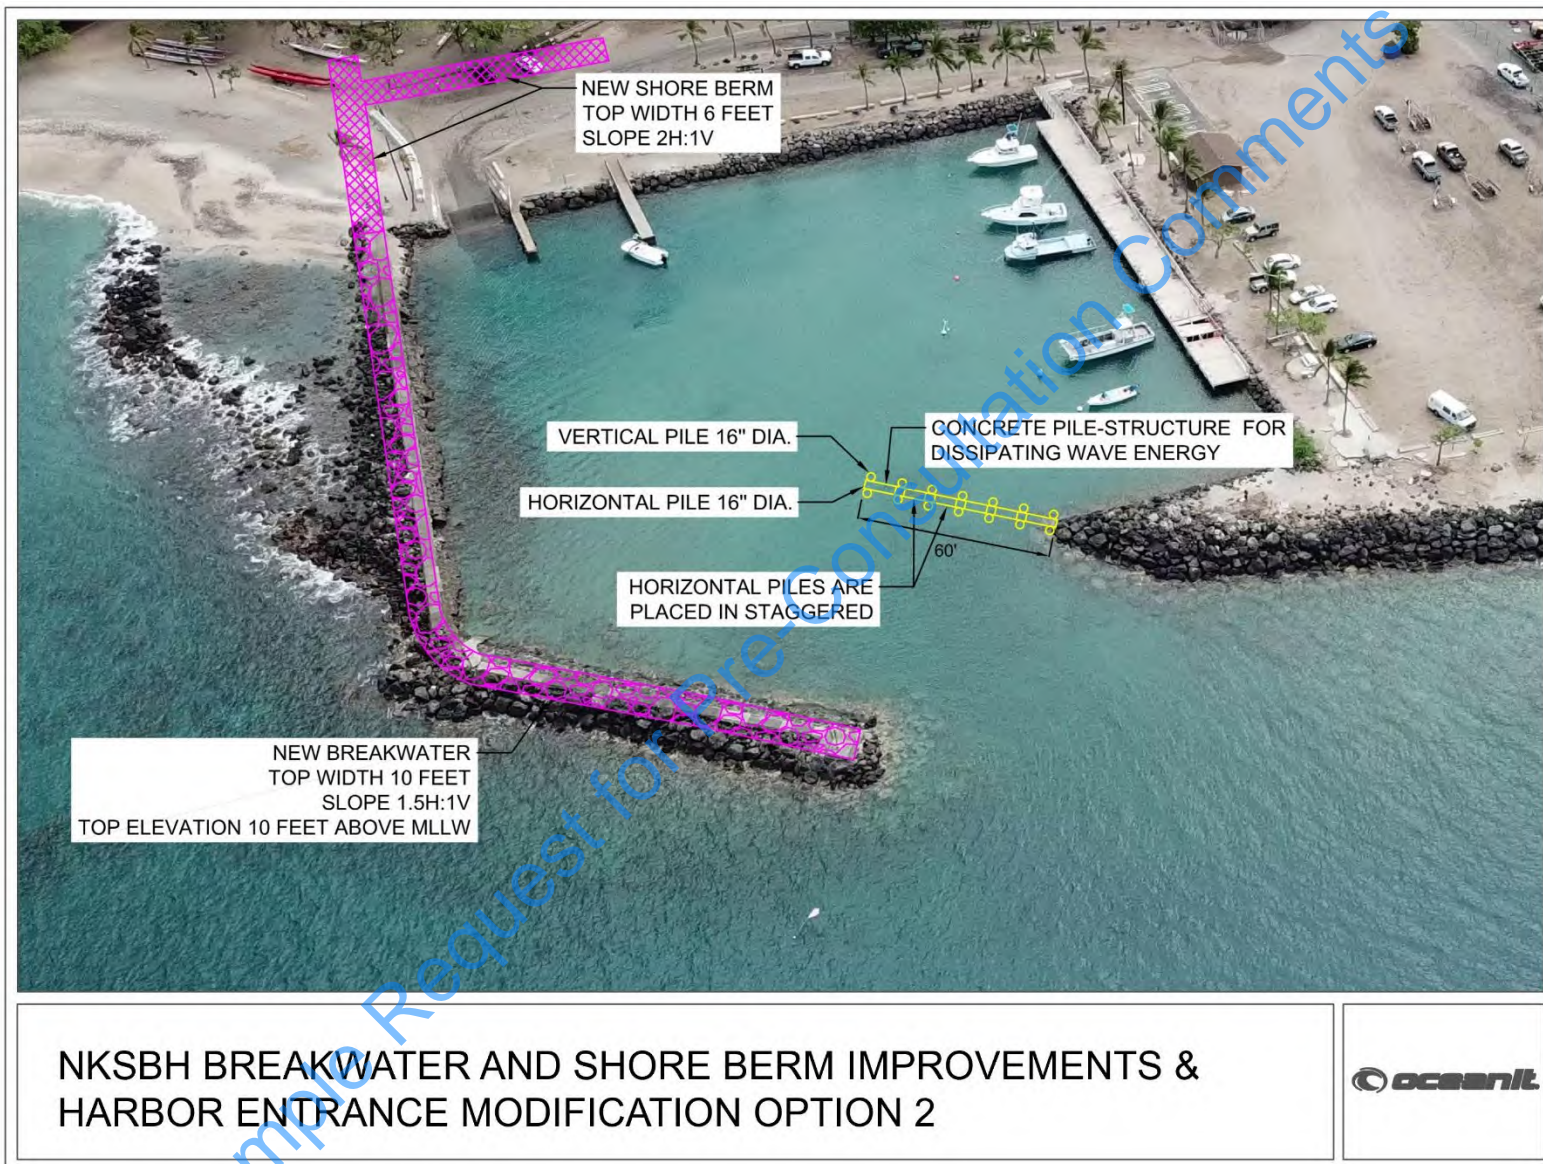 NEW SHORE BERM
TOP WIDTH 6 FEET
SLOPE 2H:1V
VERTICAL PILE 16" DIA.
CONCRETE PILE-STRUCTURE FOR
DISSIPATING WAVE ENERGY
HORIZONTAL PILE 16" DIA.
60'
HORIZONTAL PILES ARE
PLACED IN STAGGERED
NEW BREAKWATER
TOP WIDTH 10 FEET
SLOPE 1.5H:1V
TOP ELEVATION 10 FEET ABOVE MLLW
mple Request for Pre-Consultation Comments
NKSBH BREAKWATER AND SHORE BERM IMPROVEMENTS &
HARBOR ENTRANCE MODIFICATION OPTION 2
oceanit